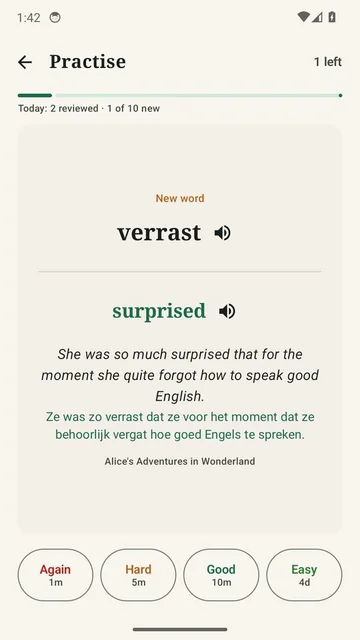 1:42
Practise
1 left
Today: 2 reviewed · 1 of 10 new
New word
verrast
surprised
She was so much surprised that for the
moment she quite forgot how to speak good
English.
Ze was zo verrast dat ze voor het moment dat ze
behoorlijk vergat hoe goed Engels te spreken.
Alice's Adventures in Wonderland
Again Hard Good Easy
1m 5m 10m 4d